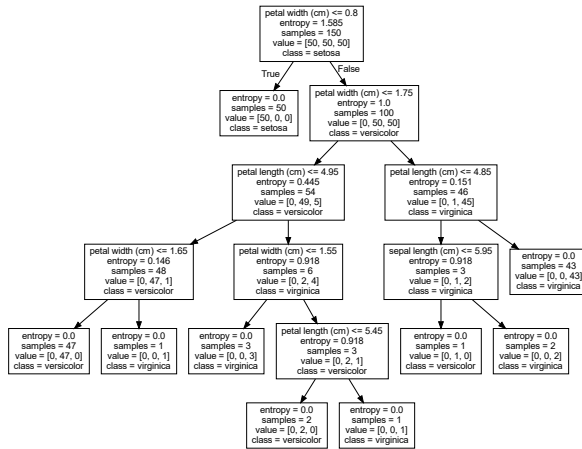 petal width (cm) <= 0.8
entropy = 1.585
samples = 150
value = [50, 50, 50]
class = setosa
True
False
entropy = 0.0
samples = 50
value = [50, 0, 0]
class = setosa
petal width (cm) <= 1.75
entropy = 1.0
samples = 100
value = [0, 50, 50]
class = versicolor
petal length (cm) <= 4.95
entropy = 0.445
samples = 54
value = [0, 49, 5]
class = versicolor
petal length (cm) <= 4.85
entropy = 0.151
samples = 46
value = [0, 1, 45]
class = virginica
petal width (cm) <= 1.65
entropy = 0.146
samples = 48
value = [0, 47, 1]
class = versicolor
petal width (cm) <= 1.55
entropy = 0.918
samples = 6
value = [0, 2, 4]
class = virginica
sepal length (cm) <= 5.95
entropy = 0.918
samples = 3
value = [0, 1, 2]
class = virginica
entropy = 0.0
samples = 43
value = [0, 0, 43]
class = virginica
entropy = 0.0
samples = 47
value = [0, 47, 0]
class = versicolor
entropy = 0.0
samples = 1
value = [0, 0, 1]
class = virginica
entropy = 0.0
samples = 3
value = [0, 0, 3]
class = virginica
petal length (cm) <= 5.45
entropy = 0.918
samples = 3
value = [0, 2, 1]
class = versicolor
entropy = 0.0
samples = 1
value = [0, 1, 0]
class = versicolor
entropy = 0.0
samples = 2
value = [0, 0, 2]
class = virginica
entropy = 0.0
samples = 2
value = [0, 2, 0]
class = versicolor
entropy = 0.0
samples = 1
value = [0, 0, 1]
class = virginica